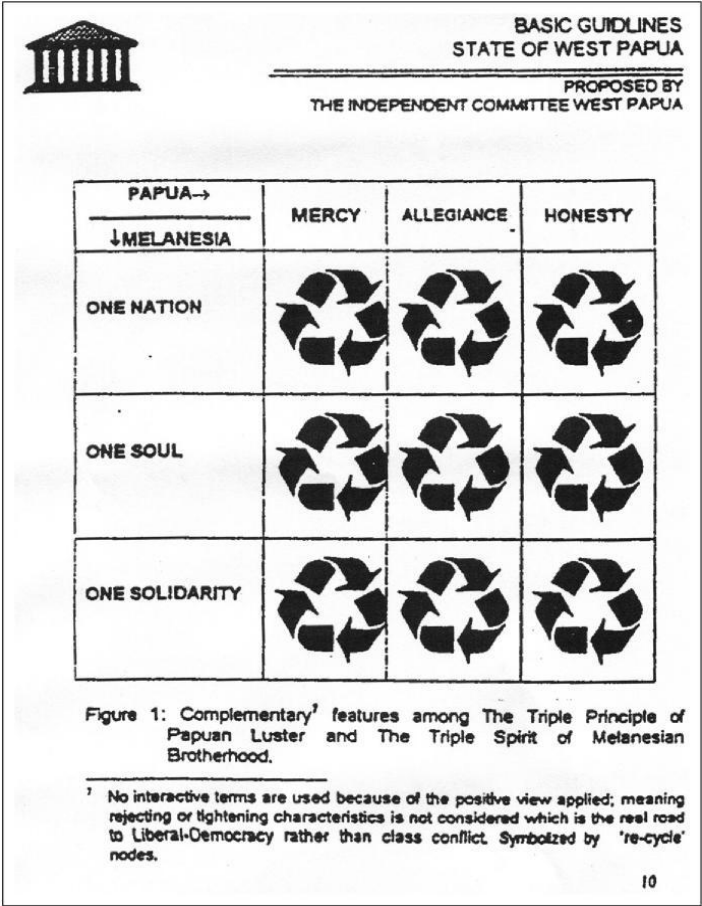 BASIC GUIDLINES
STATE OF WEST PAPUA
PROPOSED BY
THE INDEPENDENT COMMITTEE WEST PAPUA
PAPUA→
↓MELANESIA
MERCY
ALLEGIANCE
HONESTY
ONE NATION
ONE SOUL
ONE SOLIDARITY
Figure 1: Complementary⁷ features among The Triple Principle of
Papuan Luster and The Triple Spirit of Melanesian
Brotherhood.
⁷ No interactive terms are used because of the positive view applied; meaning
rejecting or tightening characteristics is not considered which is the real road
to Liberal-Democracy rather than class conflict. Symbolized by 're-cycle'
nodes.
10